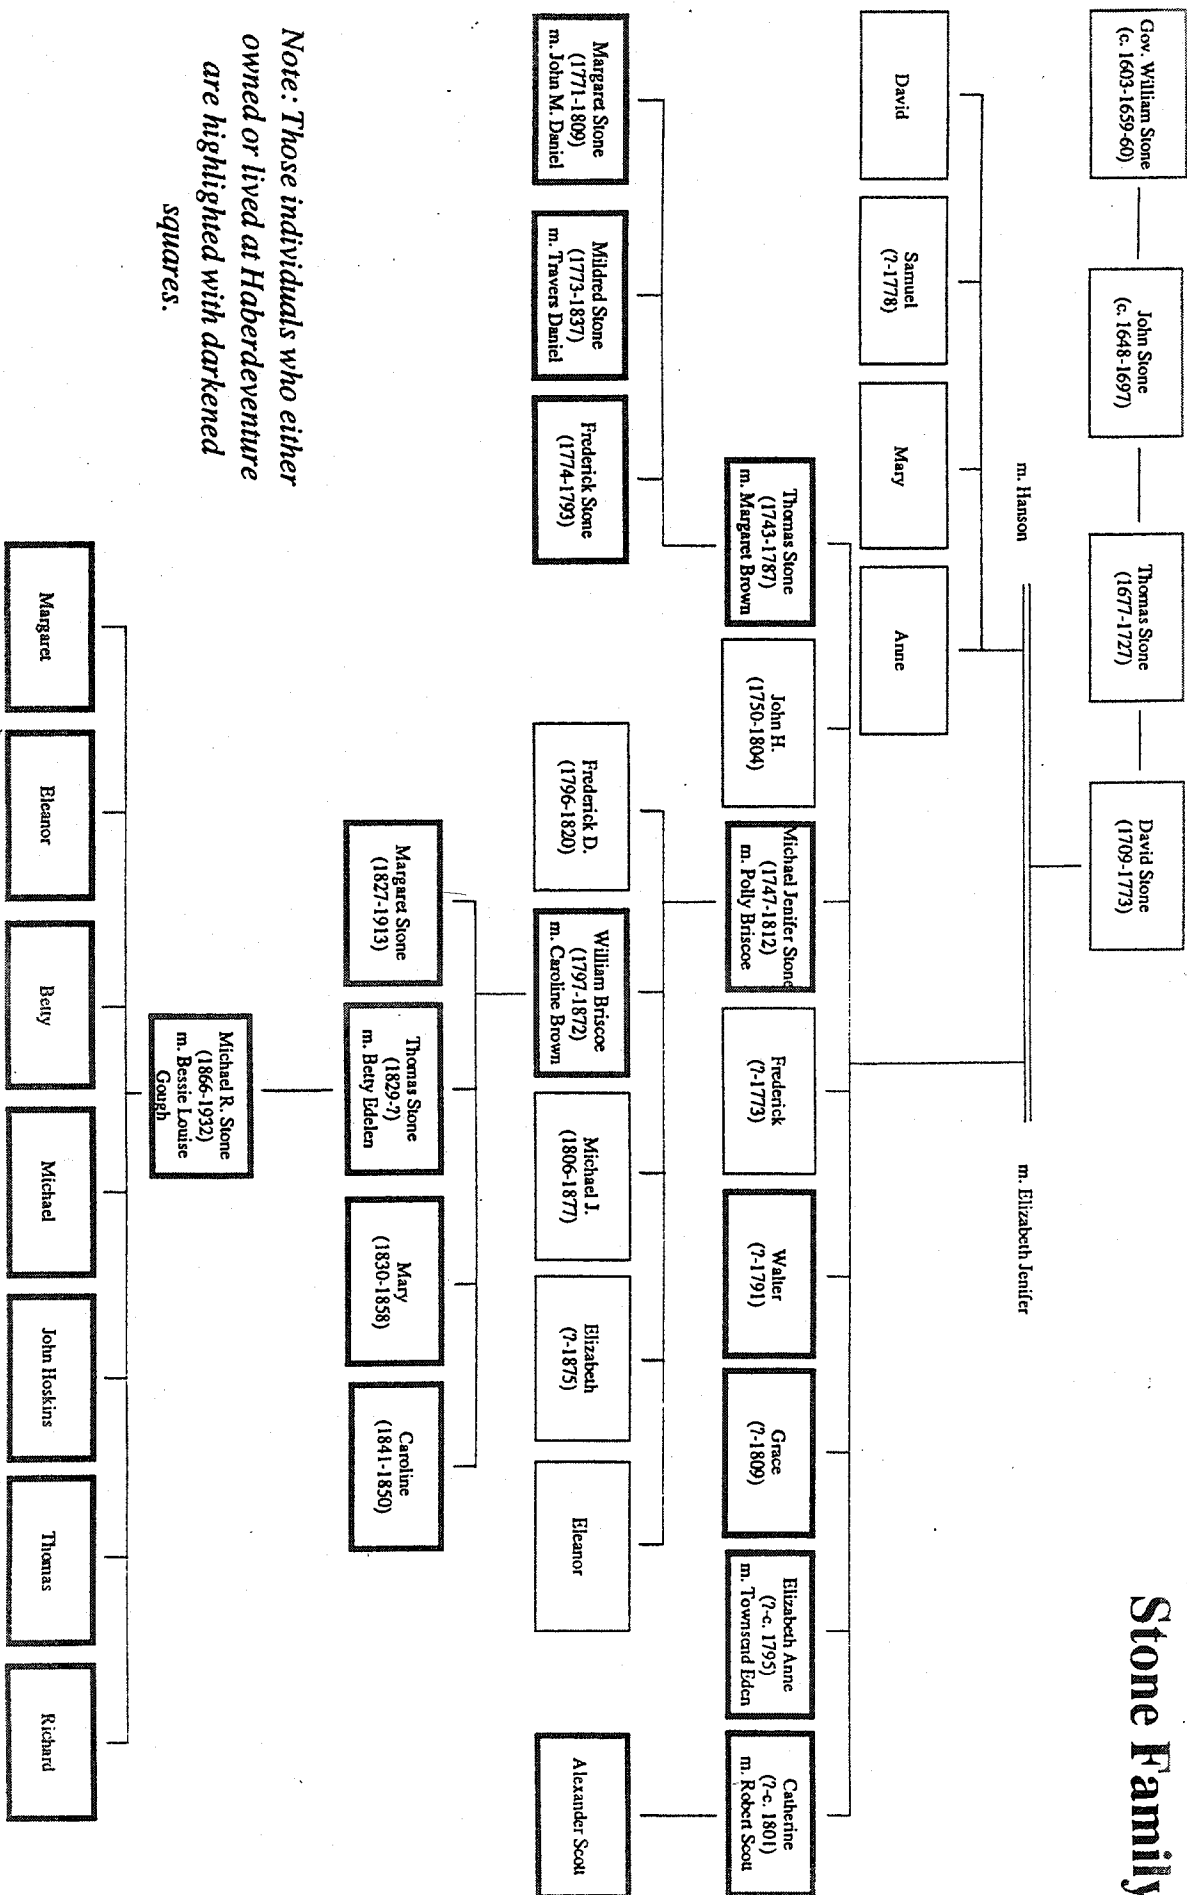 Stone Family
Gov. William Stone
(c. 1603-1659-60)
John Stone
(c. 1648-1697)
Thomas Stone
(1677-1727)
David Stone
(1709-1773)
m. Hanson
m. Elizabeth Jenifer
David
Samuel
(?-1778)
Mary
Anne
Thomas Stone
(1743-1787)
m. Margaret Brown
John H.
(1750-1804)
Michael Jenifer Stone
(1747-1812)
m. Polly Briscoe
Frederick
(?-1773)
Walter
(?-1791)
Grace
(?-1809)
Elizabeth Anne
(?-c. 1795)
m. Townsend Eden
Catherine
(?-c. 1801)
m. Robert Scott
Margaret Stone
(1771-1809)
m. John M. Daniel
Mildred Stone
(1773-1837)
m. Travers Daniel
Frederick Stone
(1774-1793)
Frederick D.
(1796-1820)
William Briscoe
(1797-1872)
m. Caroline Brown
Michael J.
(1806-1877)
Elizabeth
(?-1875)
Eleanor
Alexander Scott
Margaret Stone
(1827-1913)
Thomas Stone
(1829-?)
m. Betty Edelen
Mary
(1830-1858)
Caroline
(1841-1850)
Note: Those individuals who either
owned or lived at Haberdeventure
are highlighted with darkened
squares.
Michael R. Stone
(1866-1932)
m. Bessie Louise
Gough
Margaret
Eleanor
Betty
Michael
John Hoskins
Thomas
Richard